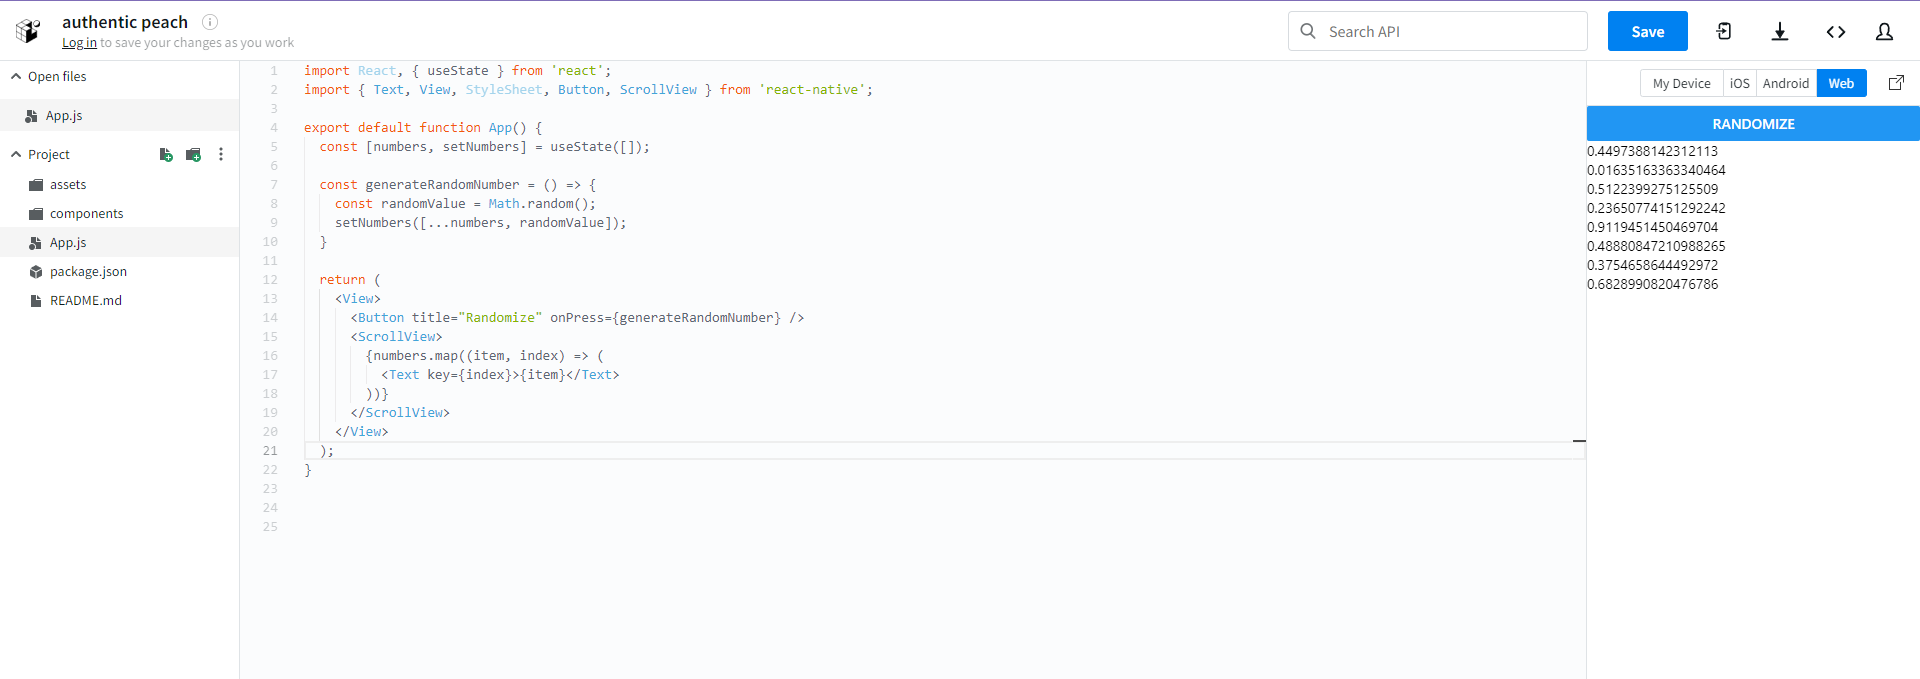 authentic peach
Log in to save your changes as you work
Search API
Save
Open files
App.js
Project
assets
components
App.js
package.json
README.md
1 import React, { useState } from 'react';
2 import { Text, View, StyleSheet, Button, ScrollView } from 'react-native';
3
4 export default function App() {
5   const [numbers, setNumbers] = useState([]);
6
7   const generateRandomNumber = () => {
8     const randomValue = Math.random();
9     setNumbers([...numbers, randomValue]);
10   }
11
12   return (
13     <View>
14       <Button title="Randomize" onPress={generateRandomNumber} />
15       <ScrollView>
16         {numbers.map((item, index) => (
17           <Text key={index}>{item}</Text>
18         ))}
19       </ScrollView>
20     </View>
21   );
22 }
23
24
25
My Device iOS Android Web
RANDOMIZE
0.4497388142312113
0.01635163363340464
0.5122399275125509
0.23650774151292242
0.9119451450469704
0.48880847210988265
0.3754658644492972
0.6828990820476786